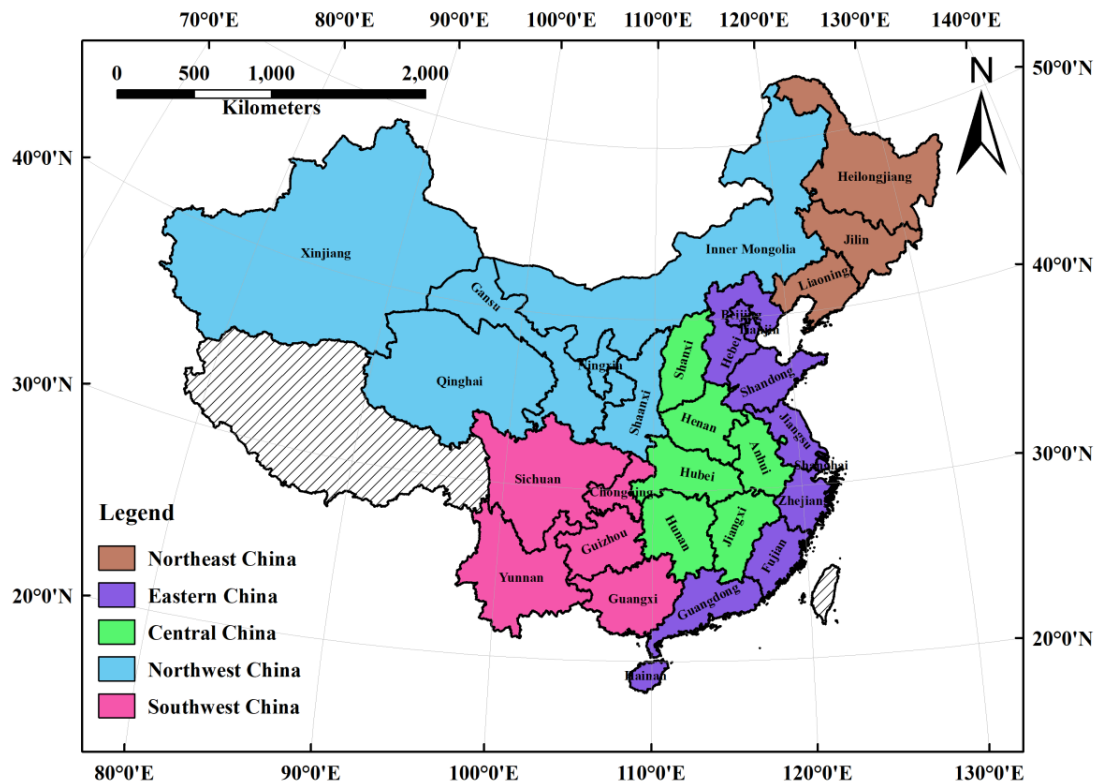 70°0'E 80°0'E 90°0'E 100°0'E 110°0'E 120°0'E 130°0'E 140°0'E
0 500 1,000 2,000
Kilometers
N
50°0'N
40°0'N
Heilongjiang
Xinjiang
Inner Mongolia
Jilin
Liaoning
40°0'N
Gansu
Beijing
Tianjin
Hebei
Shanxi
Ningxia
Qinghai
30°0'N
Shandong
Shaanxi
Henan
Jiangsu
Anhui
30°0'N
Shanghai
Hubei
Sichuan
Chongqing
Zhejian
Legend
Hunan
Jiangxi
Guizhou
Fujian
Northeast China
Yunnan
Guangxi
Guangdong
20°0'N
Eastern China
Central China
20°0'N
Northwest China
Hainan
Southwest China
80°0'E 90°0'E 100°0'E 110°0'E 120°0'E 130°0'E